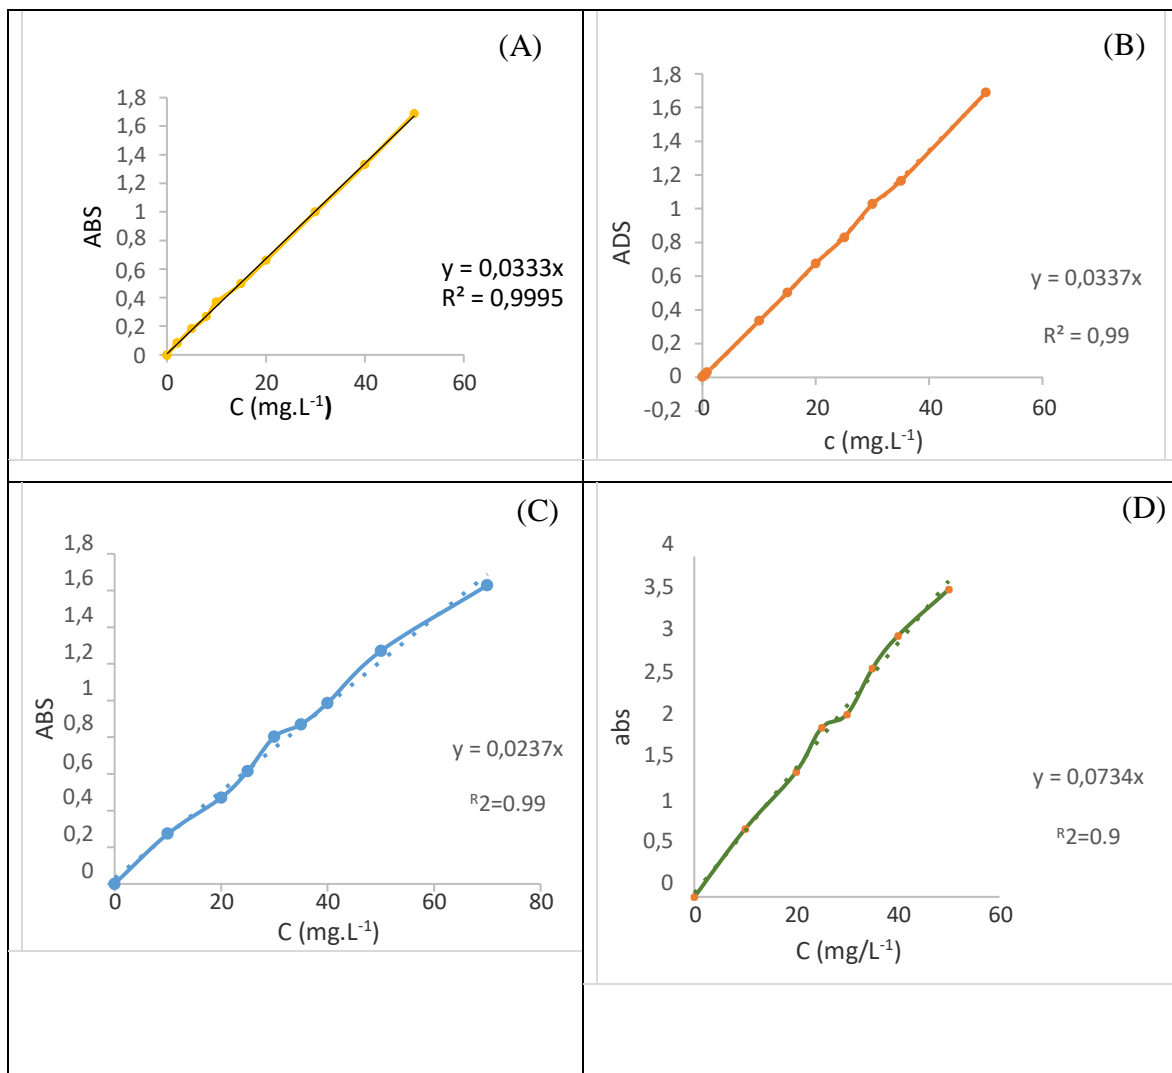 (A)
1,8
1,6
1,4
1,2
1
0,8
0,6
0,4
0,2
0
ABS
y = 0,0333x
R² = 0,9995
0 20 40 60
C (mg.L⁻¹)
(B)
1,8
1,6
1,4
1,2
1
0,8
0,6
0,4
0,2
0
-0,2
ADS
y = 0,0337x
R² = 0,99
0 20 40 60
c (mg.L⁻¹)
(C)
1,8
1,6
1,4
1,2
1
0,8
0,6
0,4
0,2
0
ABS
y = 0,0237x
R2=0.99
0 20 40 60 80
C (mg.L⁻¹)
(D)
4
3,5
3
2,5
2
1,5
1
0,5
0
abs
y = 0,0734x
R2=0.9
0 20 40 60
C (mg/L⁻¹)